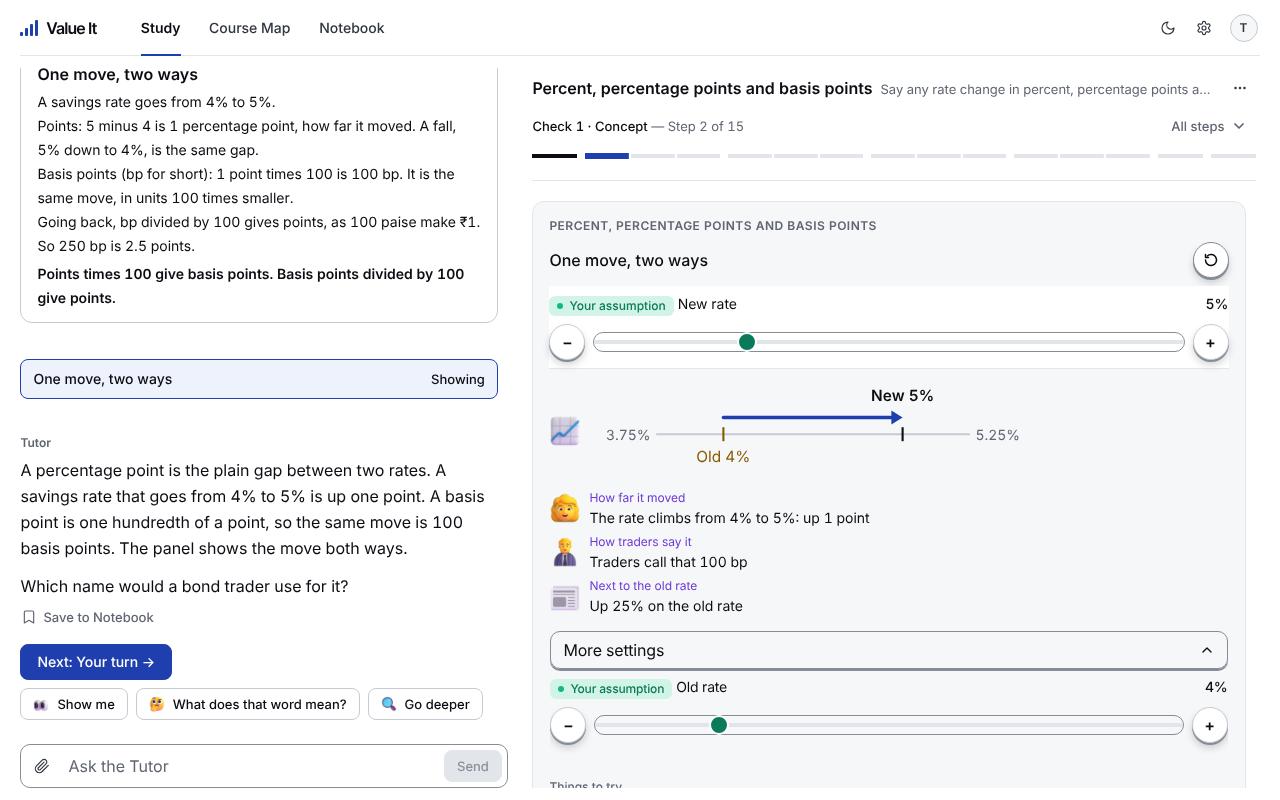 Value It
Study
Course Map
Notebook
T
One move, two ways
A savings rate goes from 4% to 5%.
Points: 5 minus 4 is 1 percentage point, how far it moved. A fall,
5% down to 4%, is the same gap.
Basis points (bp for short): 1 point times 100 is 100 bp. It is the
same move, in units 100 times smaller.
Going back, bp divided by 100 gives points, as 100 paise make ₹1.
So 250 bp is 2.5 points.
Points times 100 give basis points. Basis points divided by 100
give points.
One move, two ways
Showing
Tutor
A percentage point is the plain gap between two rates. A
savings rate that goes from 4% to 5% is up one point. A basis
point is one hundredth of a point, so the same move is 100
basis points. The panel shows the move both ways.
Which name would a bond trader use for it?
Save to Notebook
Next: Your turn →
Show me
What does that word mean?
Go deeper
Ask the Tutor
Send
Percent, percentage points and basis points
Say any rate change in percent, percentage points a...
Check 1 · Concept — Step 2 of 15
All steps
PERCENT, PERCENTAGE POINTS AND BASIS POINTS
One move, two ways
Your assumption New rate
5%
−
+
New 5%
3.75%
5.25%
Old 4%
How far it moved
The rate climbs from 4% to 5%: up 1 point
How traders say it
Traders call that 100 bp
Next to the old rate
Up 25% on the old rate
More settings
Your assumption Old rate
4%
−
+
Things to try